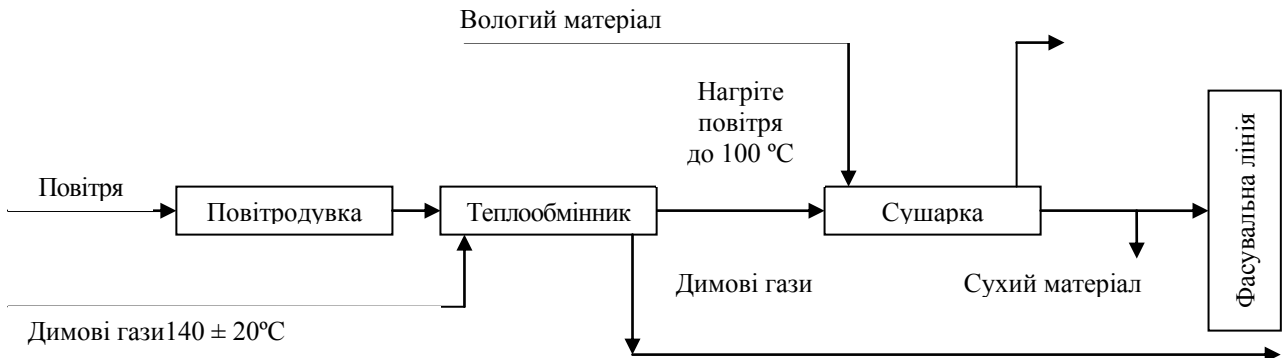 Вологий матеріал
Нагріте
повітря
до 100 ºС
Повітря
Повітродувка
Теплообмінник
Сушарка
Фасувальна лінія
Димові гази
Сухий матеріал
Димові гази140 ± 20ºС